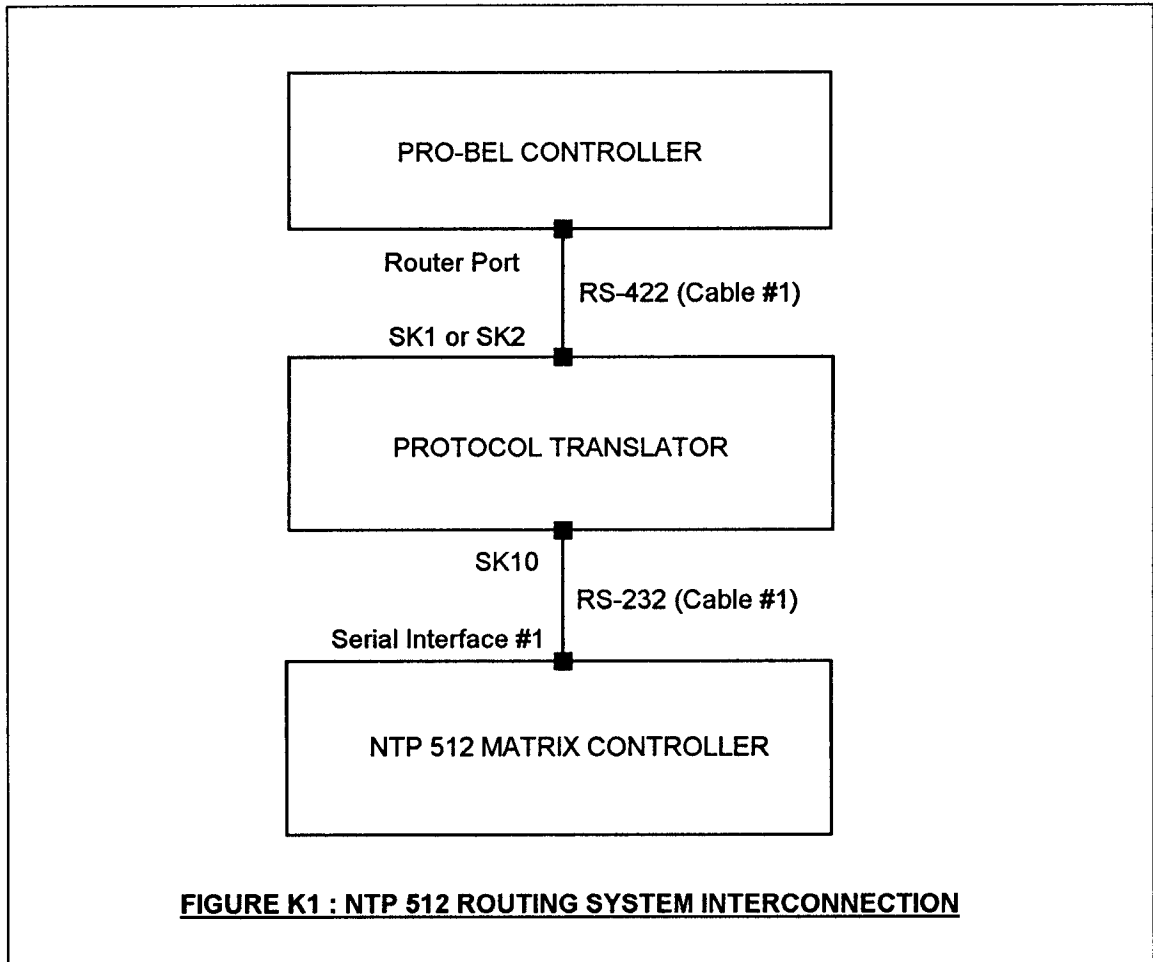 PRO-BEL CONTROLLER
Router Port
RS-422 (Cable #1)
SK1 or SK2
PROTOCOL TRANSLATOR
SK10
RS-232 (Cable #1)
Serial Interface #1
NTP 512 MATRIX CONTROLLER
FIGURE K1 : NTP 512 ROUTING SYSTEM INTERCONNECTION